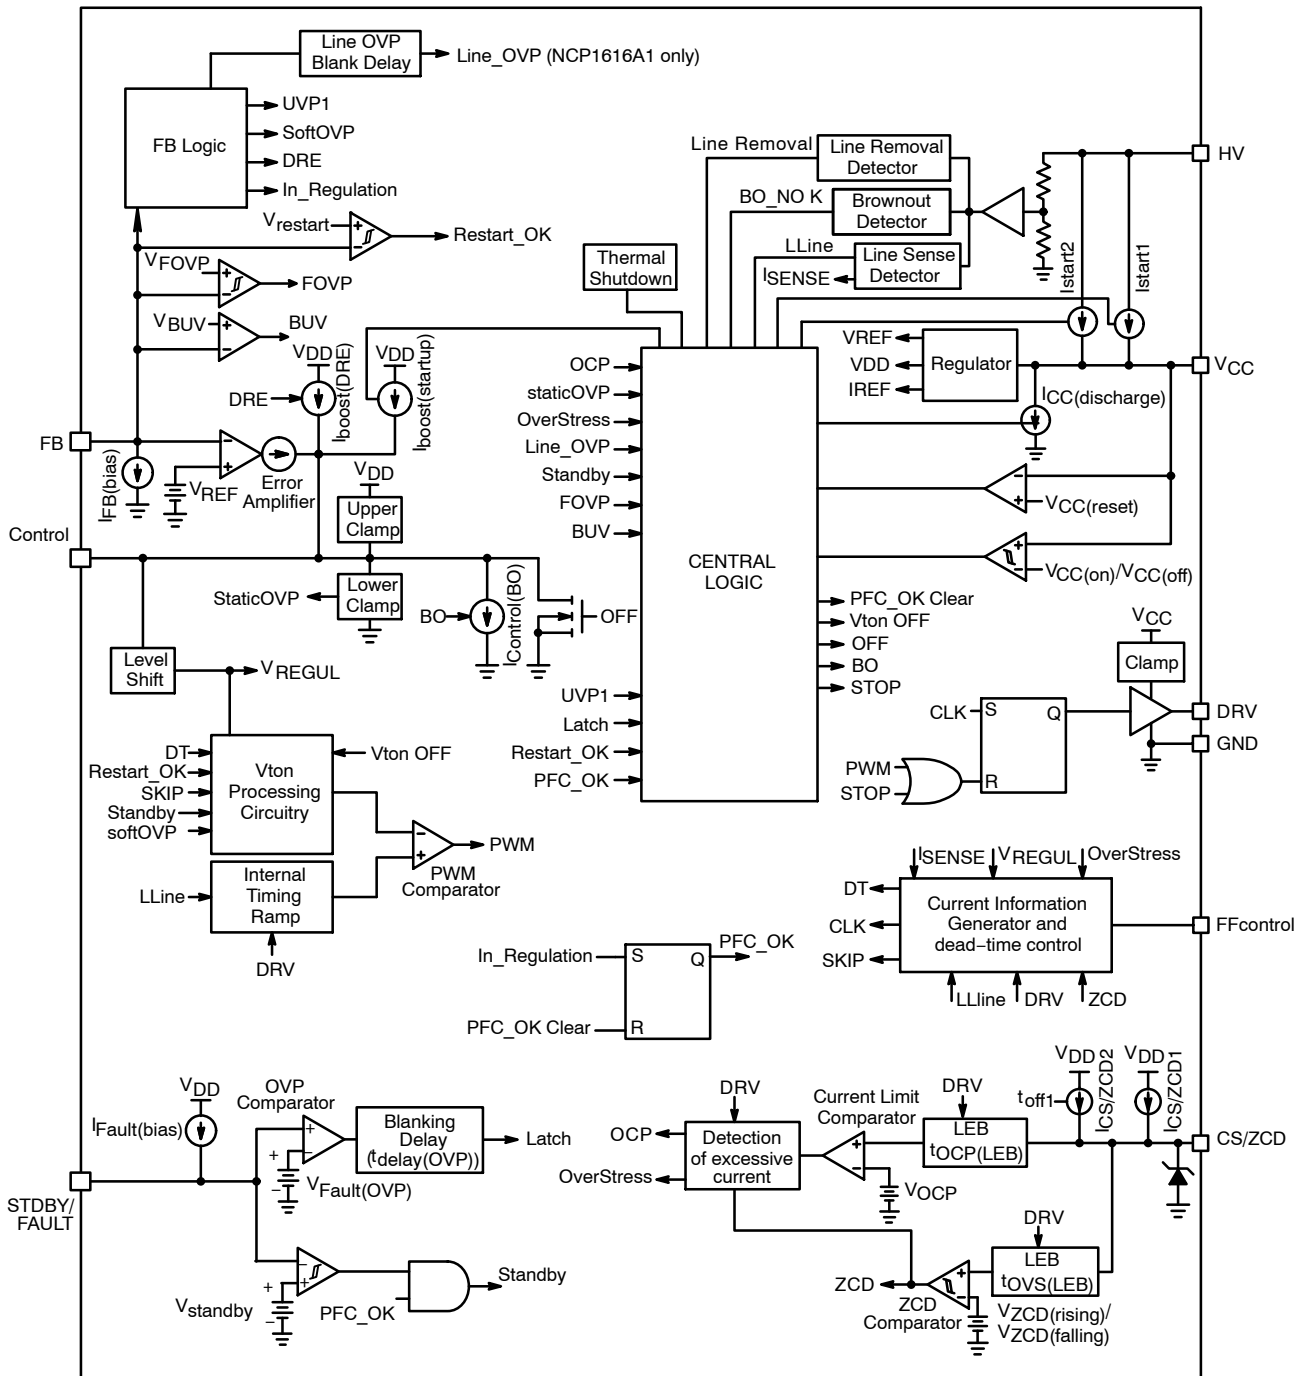 Line OVP
Blank Delay
Line_OVP (NCP1616A1 only)
FB Logic
UVP1
SoftOVP
DRE
In_Regulation
Vrestart
+
−
Restart_OK
VFOVP
+
−
FOVP
VBUV
+
−
BUV
Thermal
Shutdown
Line Removal
Line Removal
Detector
BO_NO K
Brownout
Detector
LLine
ISENSE
Line Sense
Detector
HV
Istart2
Istart1
VREF
VDD
IREF
Regulator
VCC
ICC(discharge)
VDD
DRE
Iboost(DRE)
VDD
Iboost(startup)
FB
IFB(bias)
−
+
VREF
Error
Amplifier
VDD
Upper
Clamp
Control
StaticOVP
Lower
Clamp
BO
IControl(BO)
OFF
OCP
staticOVP
OverStress
Line_OVP
Standby
FOVP
BUV
CENTRAL
LOGIC
UVP1
Latch
Restart_OK
PFC_OK
−
+
VCC(reset)
+
−
VCC(on)/VCC(off)
PFC_OK Clear
Vton OFF
OFF
BO
STOP
VCC
Clamp
CLK
S
Q
R
PWM
STOP
DRV
GND
Level
Shift
VREGUL
DT
Restart_OK
SKIP
Standby
softOVP
Vton
Processing
Circuitry
Vton OFF
LLine
Internal
Timing
Ramp
DRV
−
+
PWM
PWM
Comparator
ISENSE
VREGUL
OverStress
DT
CLK
SKIP
Current Information
Generator and
dead−time control
FFcontrol
LLline
DRV
ZCD
In_Regulation
S
Q
PFC_OK
PFC_OK Clear
R
VDD
IFault(bias)
OVP
Comparator
+
−
+
−
VFault(OVP)
Blanking
Delay
(tdelay(OVP))
Latch
STDBY/
FAULT
−
+
+
−
Vstandby
PFC_OK
Standby
DRV
OCP
OverStress
Detection
of excessive
current
Current Limit
Comparator
+
−
VOCP
DRV
LEB
tOCP(LEB)
VDD
toff1
ICS/ZCD2
VDD
ICS/ZCD1
CS/ZCD
DRV
LEB
tOVS(LEB)
ZCD
+
−
ZCD
Comparator
VZCD(rising)/
VZCD(falling)